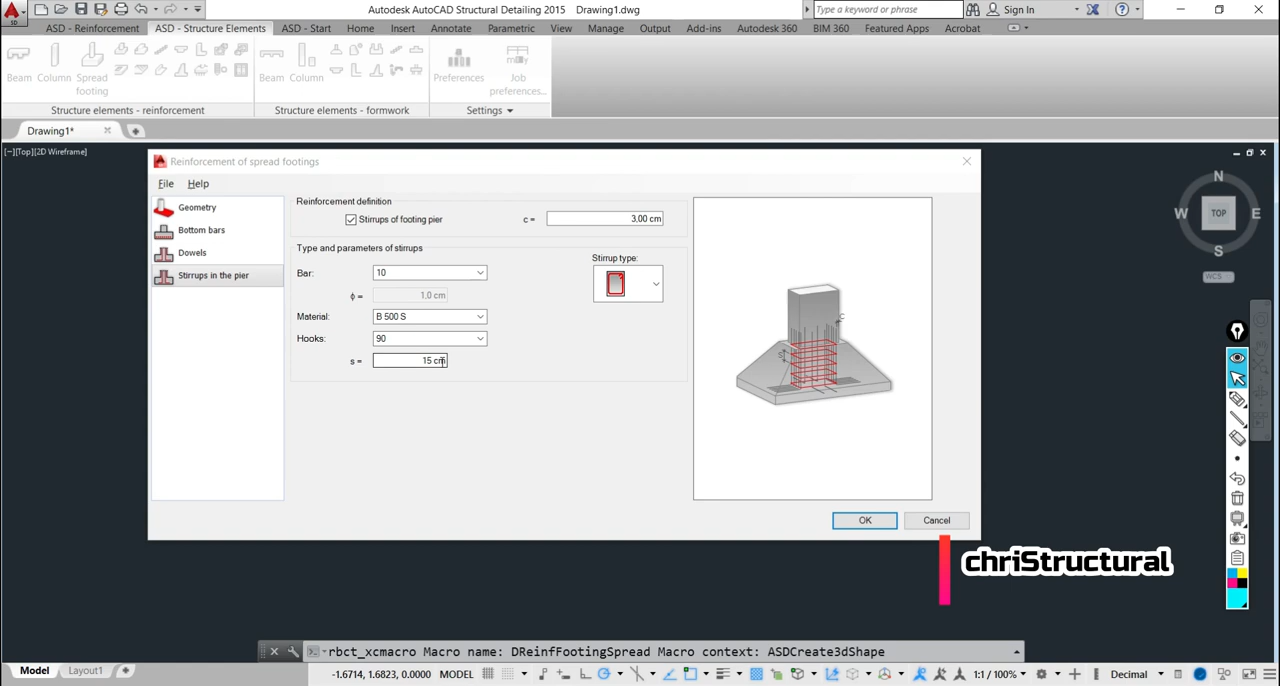 Autodesk AutoCAD Structural Detailing 2015 Drawing1.dwg
Type a keyword or phrase
Sign In
SD
ASD - Reinforcement
ASD - Structure Elements
ASD - Start
Home
Insert
Annotate
Parametric
View
Manage
Output
Add-ins
Autodesk 360
BIM 360
Featured Apps
Acrobat
Beam
Column
Spread
footing
Beam
Column
Preferences
Job
preferences...
Structure elements - reinforcement
Structure elements - formwork
Settings
Drawing1*
[−][Top][2D Wireframe]
Reinforcement of spread footings
File
Help
Geometry
Bottom bars
Dowels
Stirrups in the pier
Reinforcement definition
Stirrups of footing pier
c =
3,00 cm
Type and parameters of stirrups
Bar:
10
ϕ =
1,0 cm
Material:
B 500 S
Hooks:
90
s =
15 cm
Stirrup type:
C
S
OK
Cancel
N
W
TOP
E
S
WCS
chriStructural
rbct_xcmacro Macro name: DReinfFootingSpread Macro context: ASDCreate3dShape
Model
Layout1
-1.6714, 1.6823, 0.0000
MODEL
1:1 / 100%
Decimal